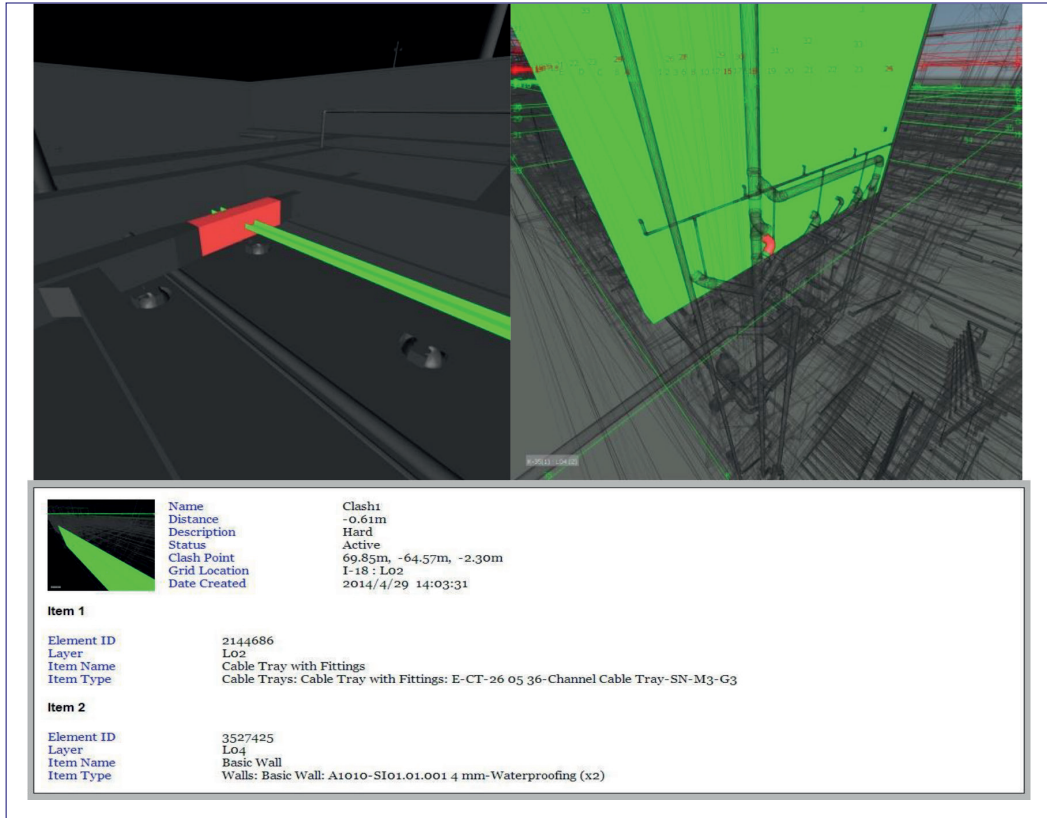 Name Clash1
Distance -0.61m
Description Hard
Status Active
Clash Point 69.85m, -64.57m, -2.30m
Grid Location I-18 : L02
Date Created 2014/4/29 14:03:31
Item 1
Element ID 2144686
Layer L02
Item Name Cable Tray with Fittings
Item Type Cable Trays: Cable Tray with Fittings: E-CT-26 05 36-Channel Cable Tray-SN-M3-G3
Item 2
Element ID 3527425
Layer L04
Item Name Basic Wall
Item Type Walls: Basic Wall: A1010-SI01.01.001 4 mm-Waterproofing (x2)